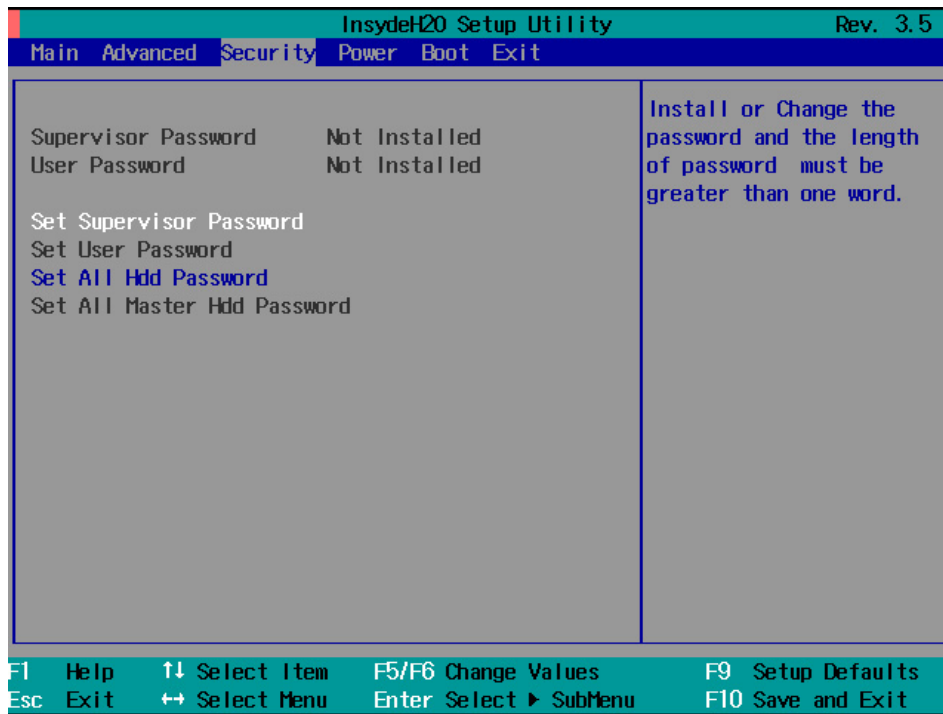 InsydeH2O Setup Utility Rev. 3.5
Main Advanced Security Power Boot Exit
Supervisor Password Not Installed
User Password Not Installed
Set Supervisor Password
Set User Password
Set All Hdd Password
Set All Master Hdd Password
Install or Change the
password and the length
of password must be
greater than one word.
F1 Help ↑↓ Select Item F5/F6 Change Values F9 Setup Defaults
Esc Exit ↔ Select Menu Enter Select ▶ SubMenu F10 Save and Exit